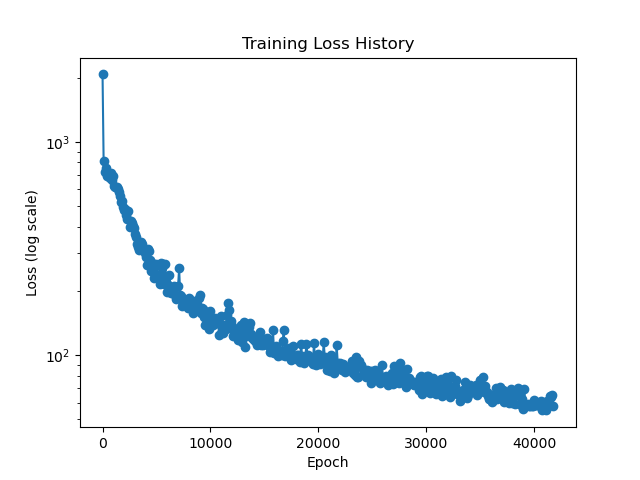 Training Loss History
Loss (log scale)
10³
10²
0 10000 20000 30000 40000
Epoch